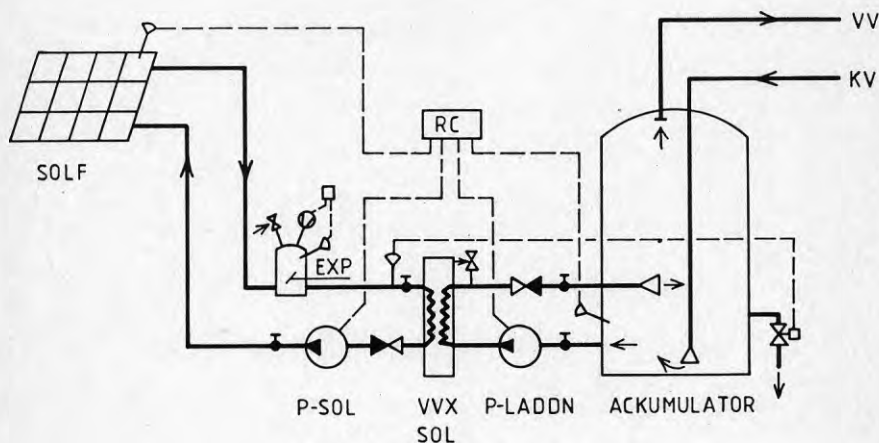 VV
KV
RC
SOLF
EXP
P-SOL
VVX
SOL
P-LADDN
ACKUMULATOR